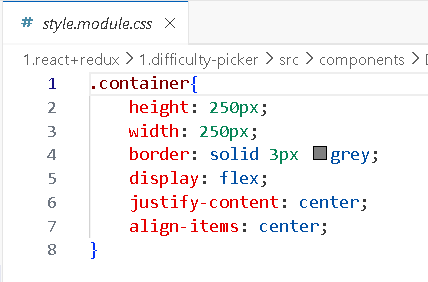 # style.module.css ×
1.react+redux > 1.difficulty-picker > src > components >
1 .container{
2 height: 250px;
3 width: 250px;
4 border: solid 3px grey;
5 display: flex;
6 justify-content: center;
7 align-items: center;
8 }